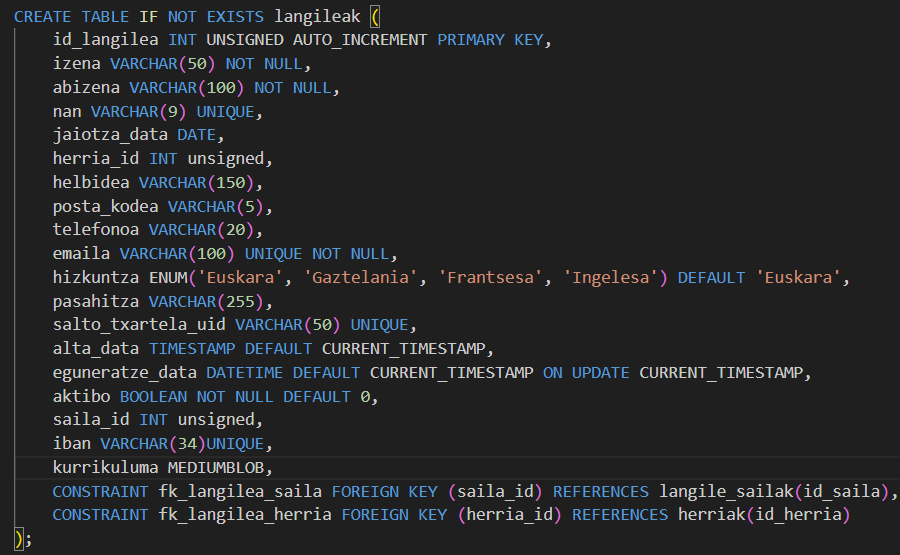 CREATE TABLE IF NOT EXISTS langileak (
id_langilea INT UNSIGNED AUTO_INCREMENT PRIMARY KEY,
izena VARCHAR(50) NOT NULL,
abizena VARCHAR(100) NOT NULL,
nan VARCHAR(9) UNIQUE,
jaiotza_data DATE,
herria_id INT unsigned,
helbidea VARCHAR(150),
posta_kodea VARCHAR(5),
telefonoa VARCHAR(20),
emaila VARCHAR(100) UNIQUE NOT NULL,
hizkuntza ENUM('Euskara', 'Gaztelania', 'Frantsesa', 'Ingelesa') DEFAULT 'Euskara',
pasahitza VARCHAR(255),
salto_txartela_uid VARCHAR(50) UNIQUE,
alta_data TIMESTAMP DEFAULT CURRENT_TIMESTAMP,
eguneratze_data DATETIME DEFAULT CURRENT_TIMESTAMP ON UPDATE CURRENT_TIMESTAMP,
aktibo BOOLEAN NOT NULL DEFAULT 0,
saila_id INT unsigned,
iban VARCHAR(34)UNIQUE,
kurrikuluma MEDIUMBLOB,
CONSTRAINT fk_langilea_saila FOREIGN KEY (saila_id) REFERENCES langile_sailak(id_saila),
CONSTRAINT fk_langilea_herria FOREIGN KEY (herria_id) REFERENCES herriak(id_herria)
);